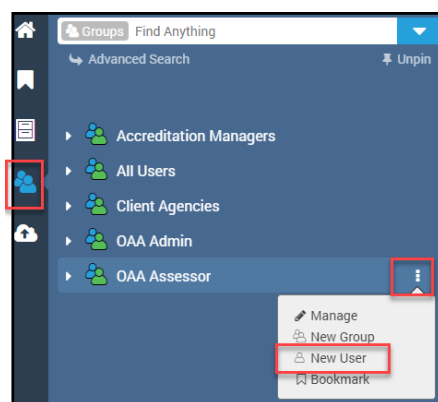 Groups Find Anything
Advanced Search Unpin
Accreditation Managers
All Users
Client Agencies
OAA Admin
OAA Assessor
Manage
New Group
New User
Bookmark